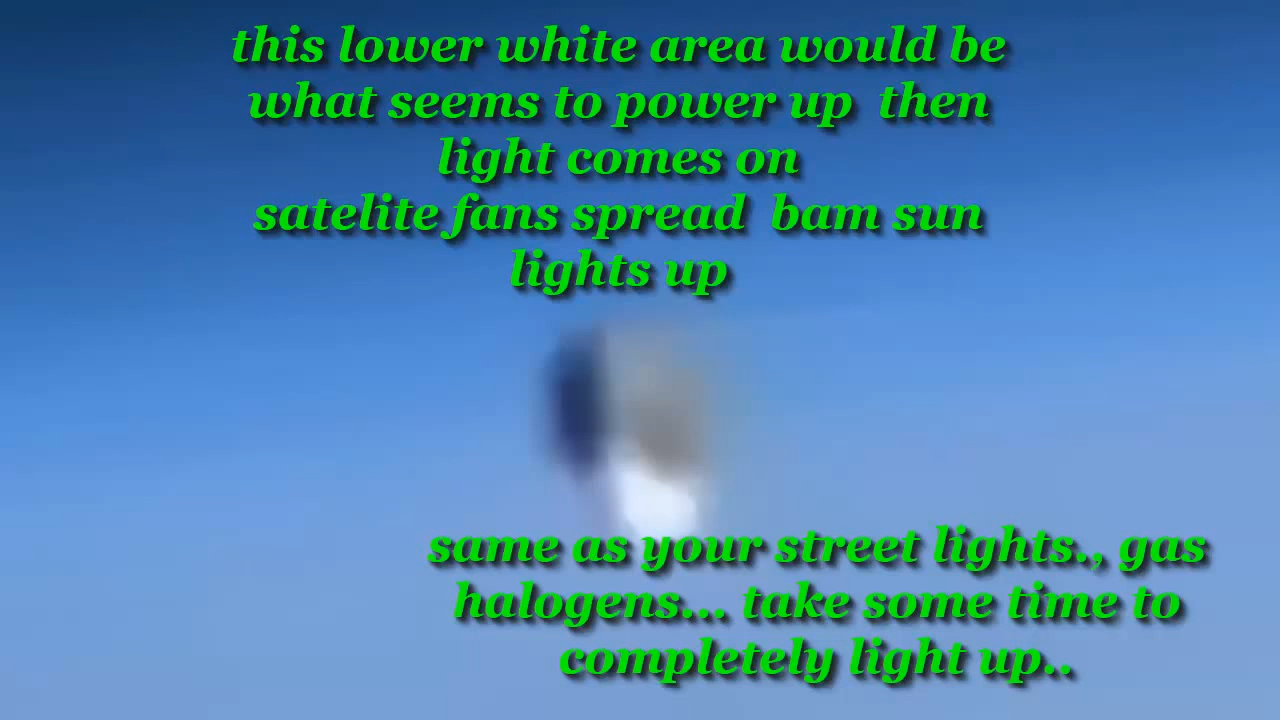 this lower white area would be
what seems to power up then
light comes on
satelite fans spread bam sun
lights up
same as your street lights., gas
halogens... take some time to
completely light up..